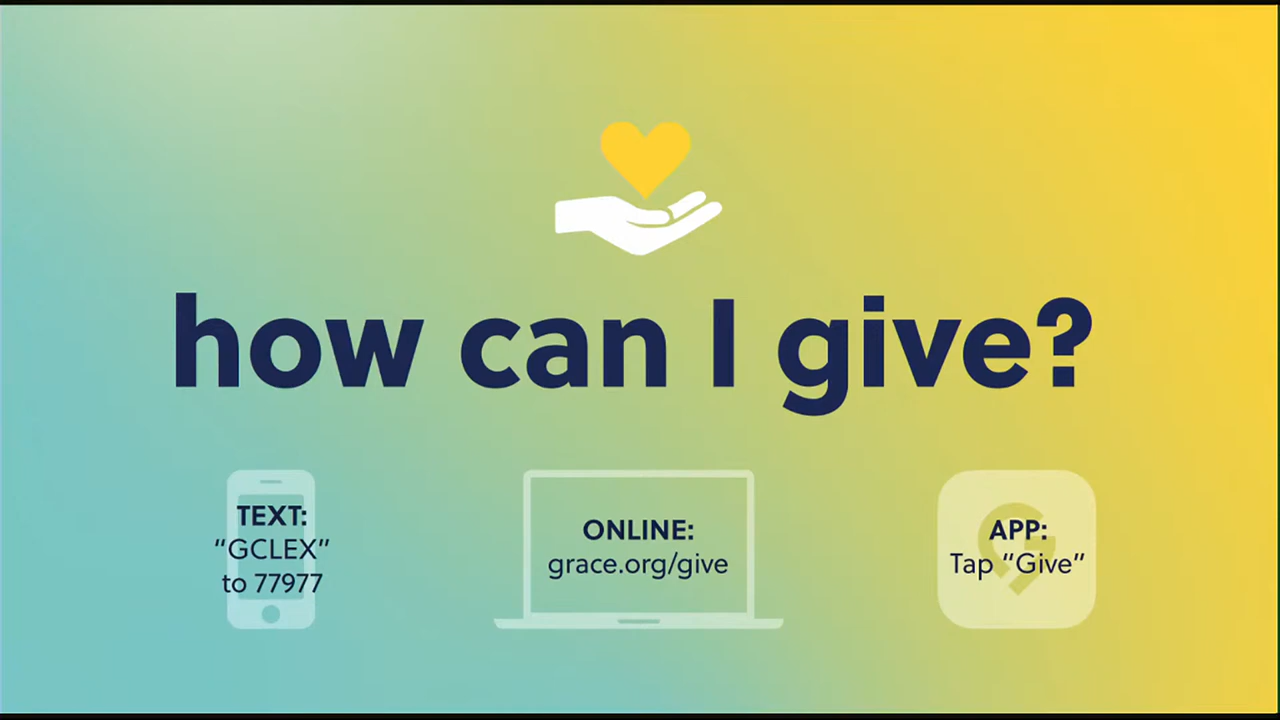 how can I give?
TEXT:
“GCLEX”
to 77977
ONLINE:
grace.org/give
APP:
Tap “Give”